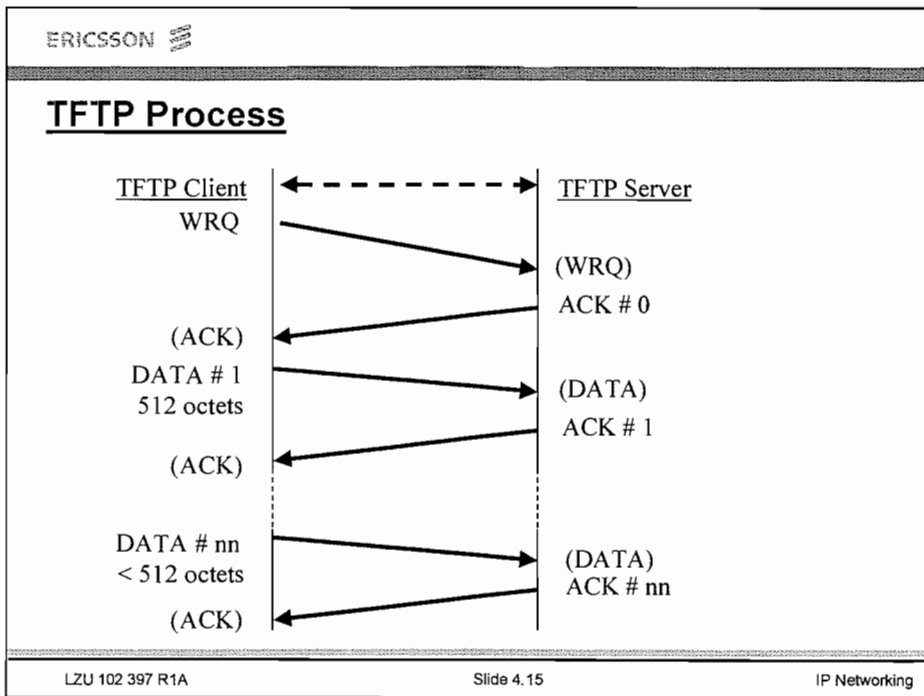 ERICSSON
TFTP Process
TFTP Client
TFTP Server
WRQ
(WRQ)
ACK # 0
(ACK)
DATA # 1
512 octets
(DATA)
ACK # 1
(ACK)
DATA # nn
< 512 octets
(DATA)
ACK # nn
(ACK)
LZU 102 397 R1A
Slide 4.15
IP Networking